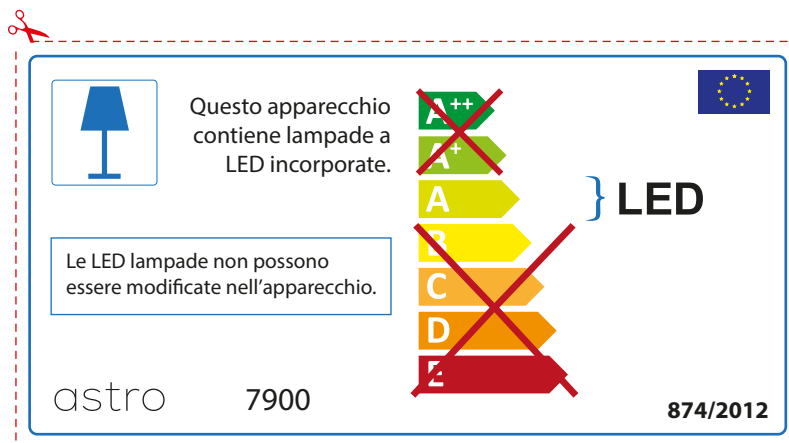 Questo apparecchio
contiene lampade a
LED incorporate.
Le LED lampade non possono
essere modificate nell'apparecchio.
A++
A+
A
B
C
D
E
LED
astro
7900
874/2012